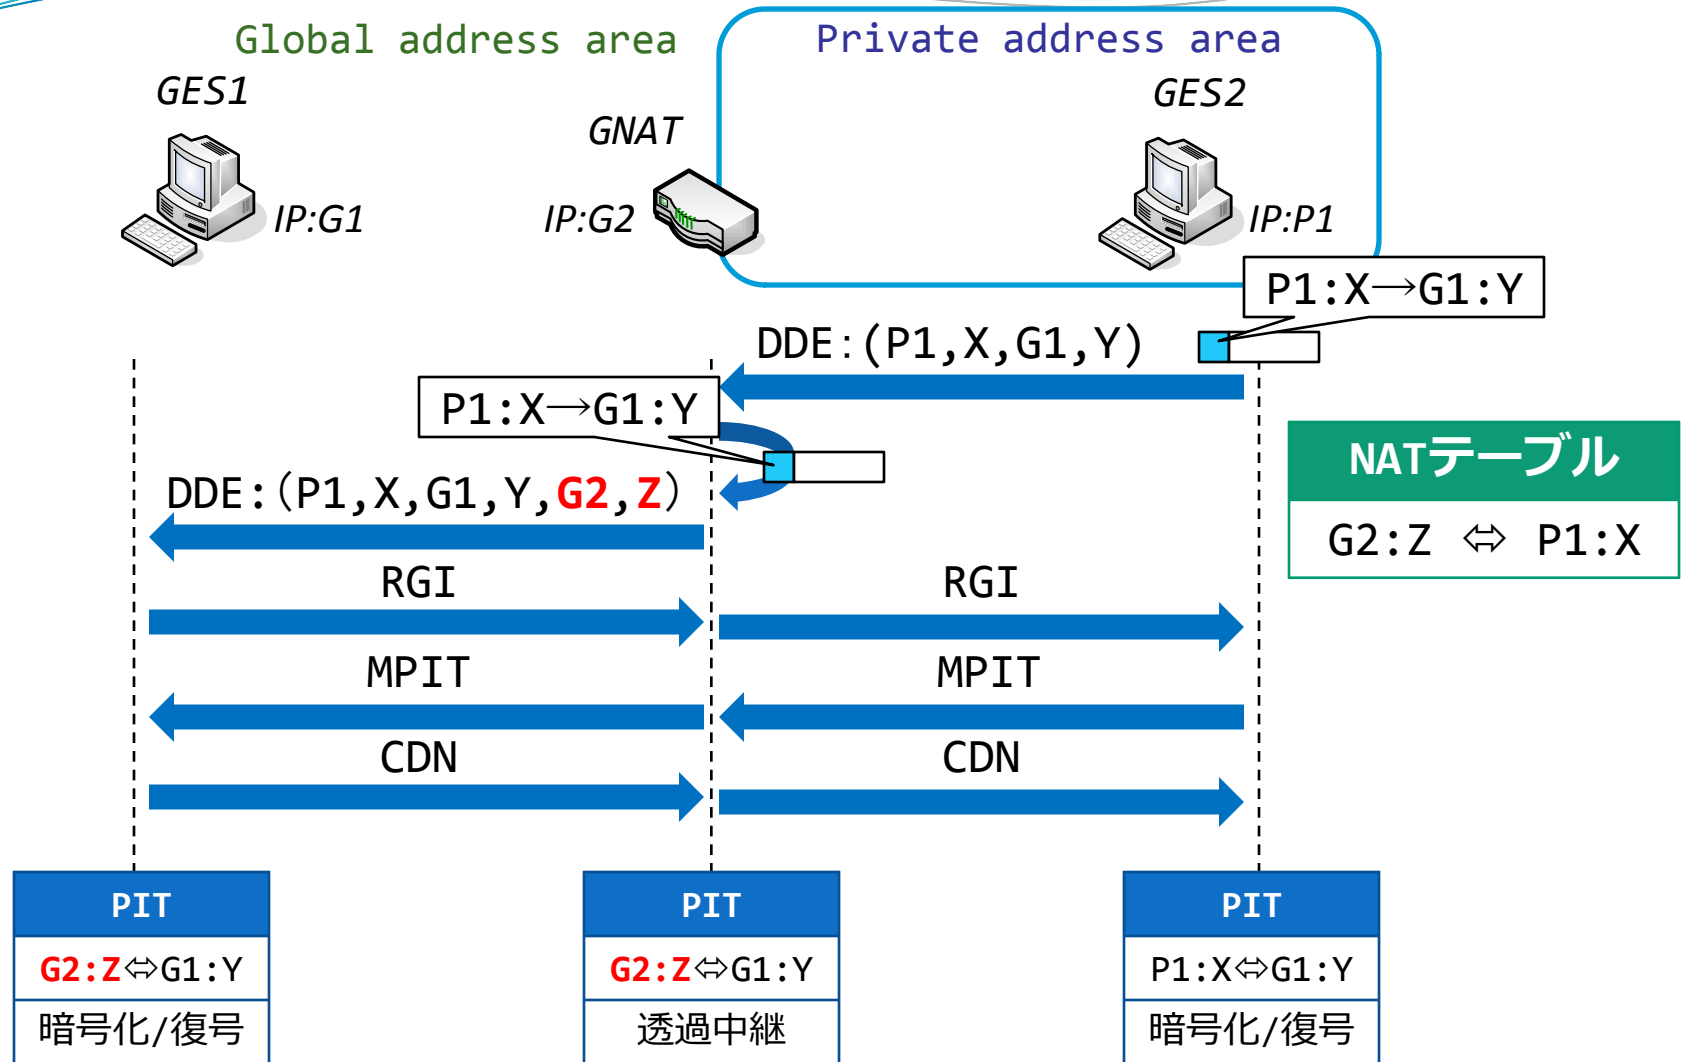 Global address area
Private address area
GES1
GES2
GNAT
IP:G1
IP:G2
IP:P1
P1:X→G1:Y
DDE:(P1,X,G1,Y)
P1:X→G1:Y
NATテーブル
DDE:(P1,X,G1,Y,G2,Z)
G2:Z ⇔ P1:X
RGI
RGI
MPIT
MPIT
CDN
CDN
PIT
PIT
PIT
G2:Z⇔G1:Y
G2:Z⇔G1:Y
P1:X⇔G1:Y
暗号化/復号
透過中継
暗号化/復号